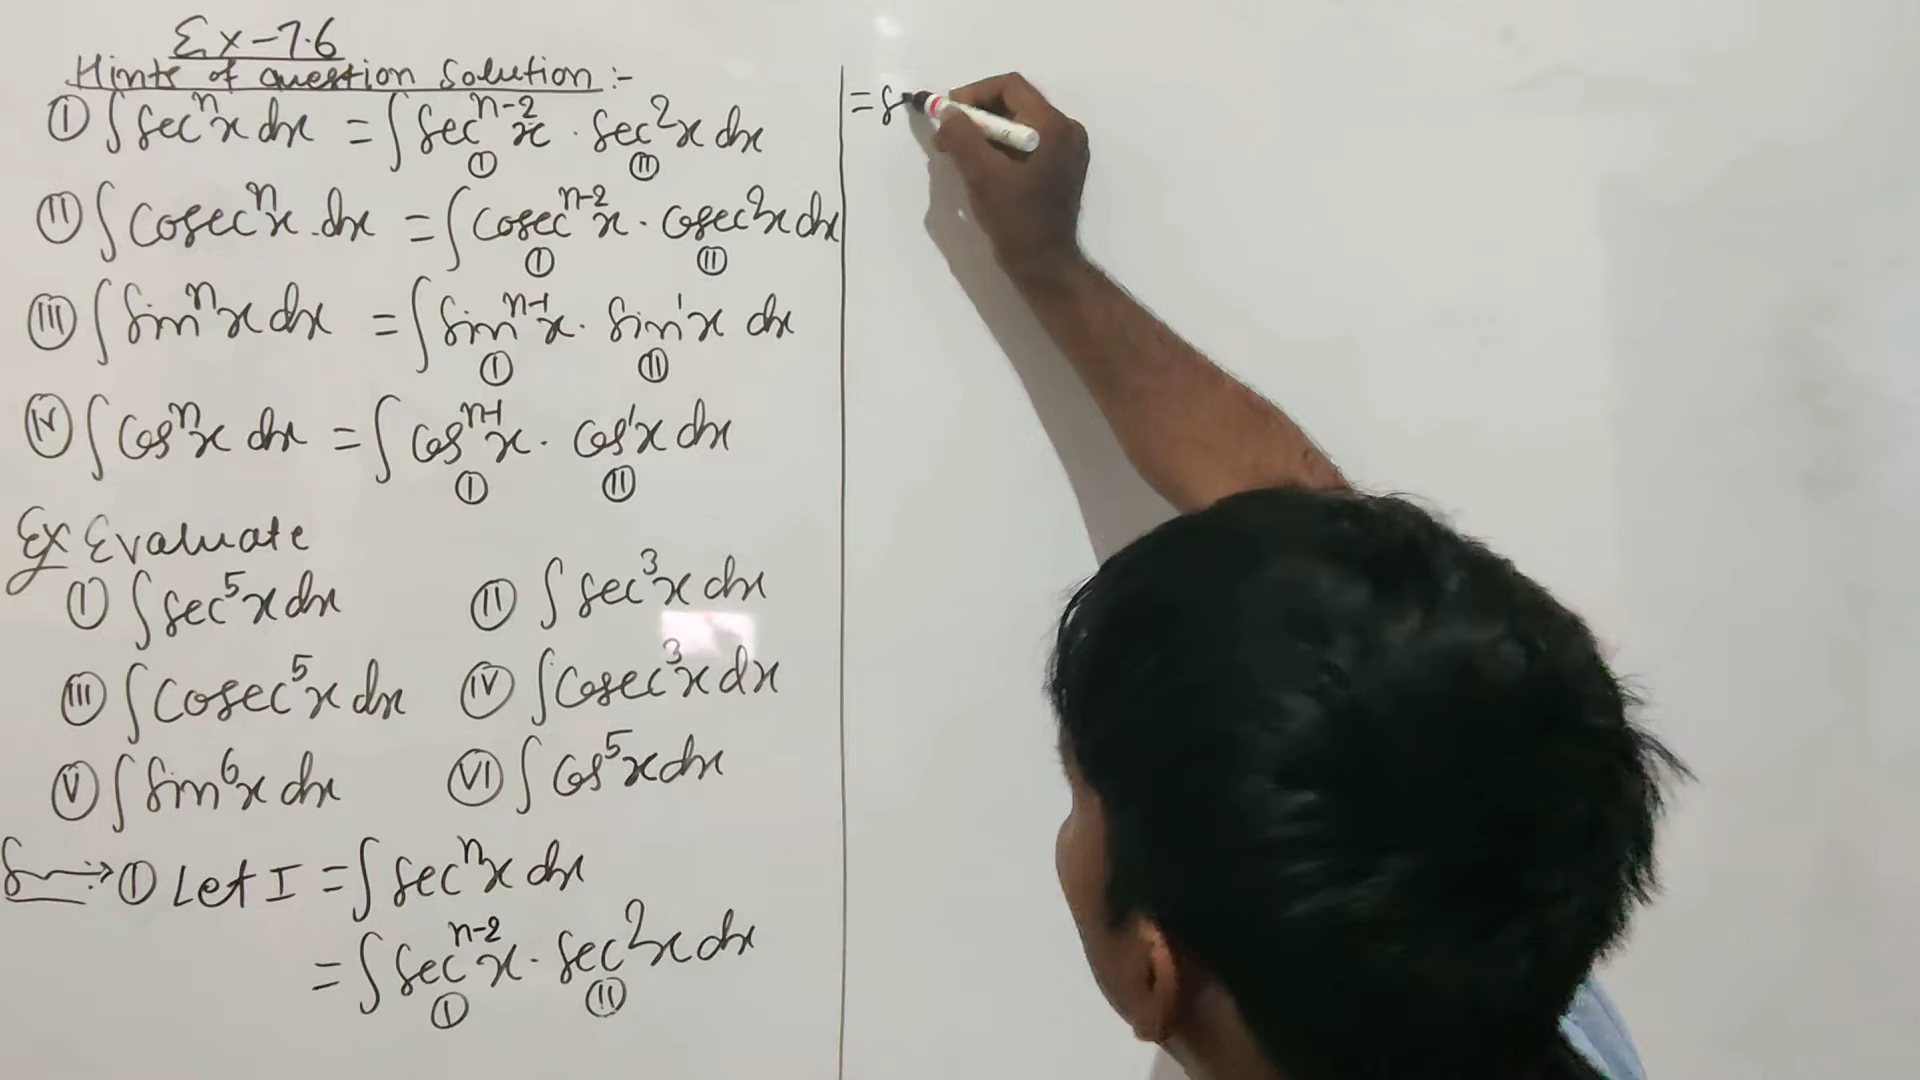 Ex-7.6
Hints of question solution:-
Ⓘ ∫secⁿx dx = ∫secⁿ⁻²x · sec²x dx
Ⓘ Ⓘⓘ
Ⓘⓘ ∫cosecⁿx · dx = ∫cosecⁿ⁻²x · cosec²x dx
Ⓘ Ⓘⓘ
(III) ∫sinⁿx dx = ∫sinⁿ⁻¹x · sin¹x dx
(I) (II)
(IV) ∫cosⁿx dx = ∫cosⁿ⁻¹x · cos¹x dx
(I) (II)
Ex Evaluate
(I) ∫sec⁵x dx (II) ∫sec³x dx
(III) ∫cosec⁵x dx (IV) ∫cosec³x dx
(V) ∫sin⁶x dx (VI) ∫cos⁵x dx
(I) Let I = ∫secⁿx dx
= ∫secⁿ⁻²x · sec²x dx
(I) (II)
= s